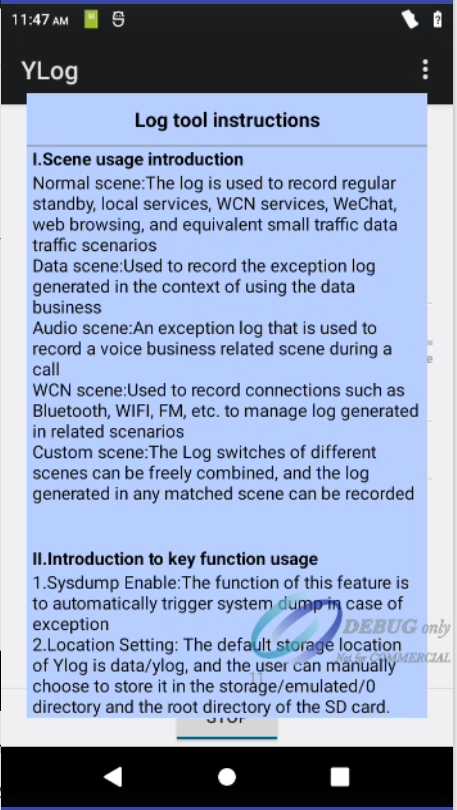 11:47 AM
YLog
Log tool instructions
I.Scene usage introduction
Normal scene:The log is used to record regular
standby, local services, WCN services, WeChat,
web browsing, and equivalent small traffic data
traffic scenarios
Data scene:Used to record the exception log
generated in the context of using the data
business
Audio scene:An exception log that is used to
record a voice business related scene during a
call
WCN scene:Used to record connections such as
Bluetooth, WIFI, FM, etc. to manage log generated
in related scenarios
Custom scene:The Log switches of different
scenes can be freely combined, and the log
generated in any matched scene can be recorded
II.Introduction to key function usage
1.Sysdump Enable:The function of this feature is
to automatically trigger system dump in case of
exception
2.Location Setting: The default storage location
of Ylog is data/ylog, and the user can manually
choose to store it in the storage/emulated/0
directory and the root directory of the SD card.
DEBUG only
Not for COMMERCIAL
11
STOP